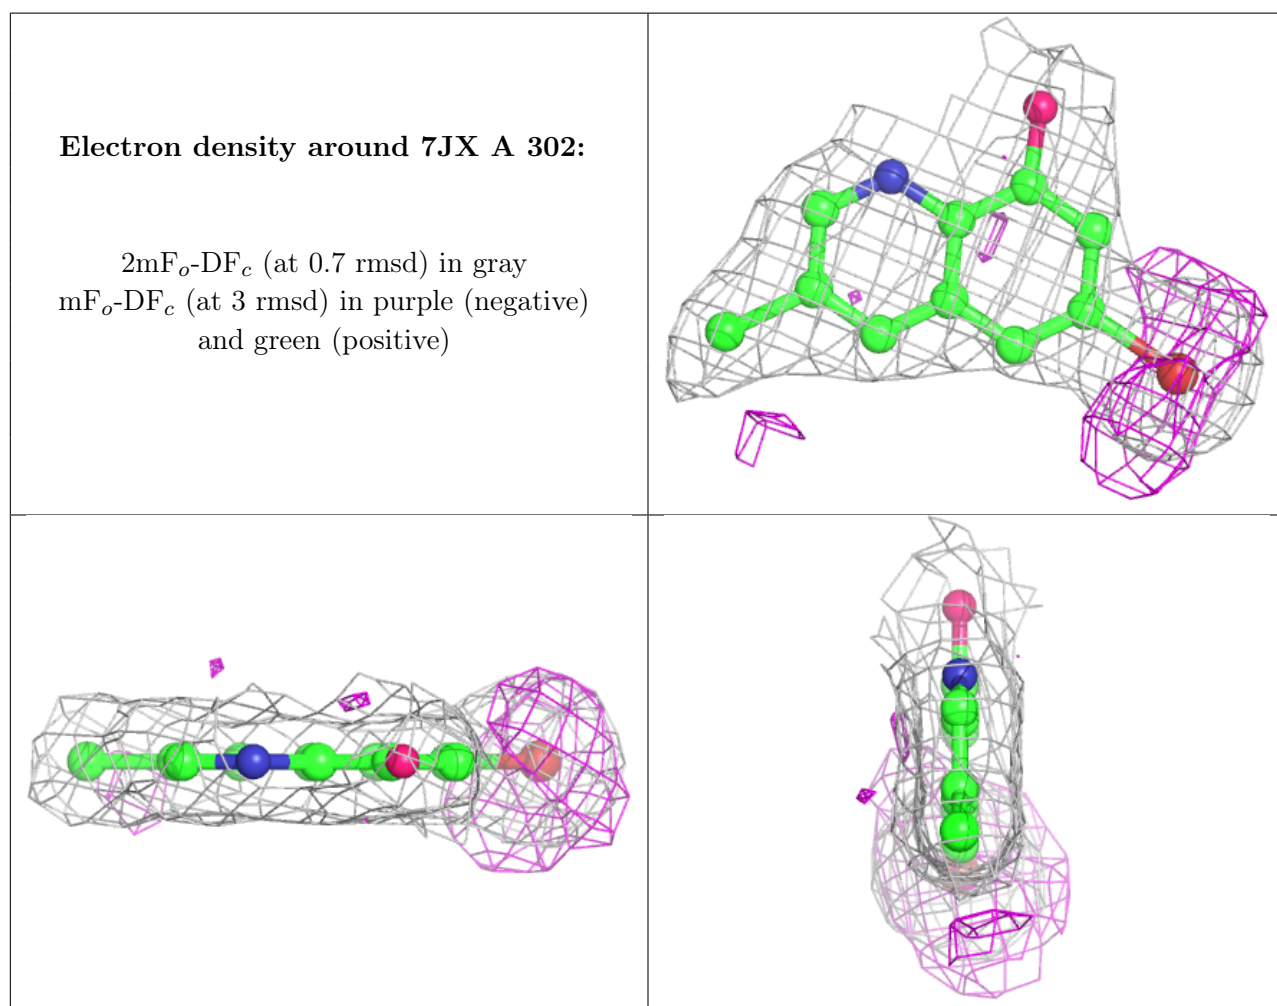 Electron density around 7JX A 302:
2mFo-DFc (at 0.7 rmsd) in gray
mFo-DFc (at 3 rmsd) in purple (negative)
and green (positive)